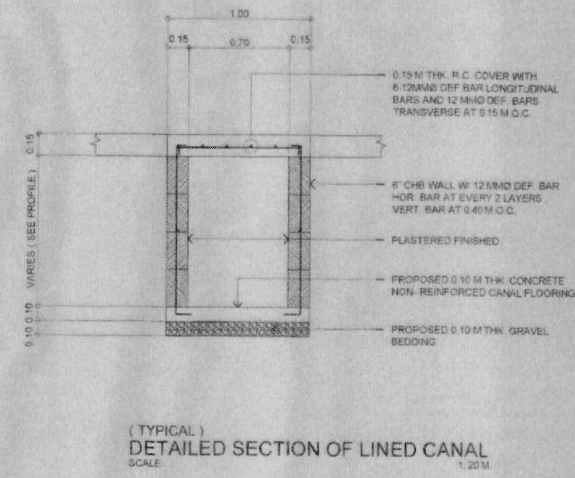 1.00
0.15 0.70 0.15
0.15 M THK. R.C. COVER WITH
6-12MMØ DEF BAR LONGITUDINAL
BARS AND 12 MMØ DEF. BARS
TRANSVERSE AT 0.15 M O.C.
0.15
6" CHB WALL W/ 12 MMØ DEF. BAR
HOR. BAR AT EVERY 2 LAYERS ,
VERT. BAR AT 0.40 M O.C.
VARIES ( SEE PROFILE )
PLASTERED FINISHED
PROPOSED 0.10 M THK. CONCRETE
NON- REINFORCED CANAL FLOORING
0.10 0.10
PROPOSED 0.10 M THK. GRAVEL
BEDDING
( TYPICAL )
DETAILED SECTION OF LINED CANAL
SCALE: 1: 20 M